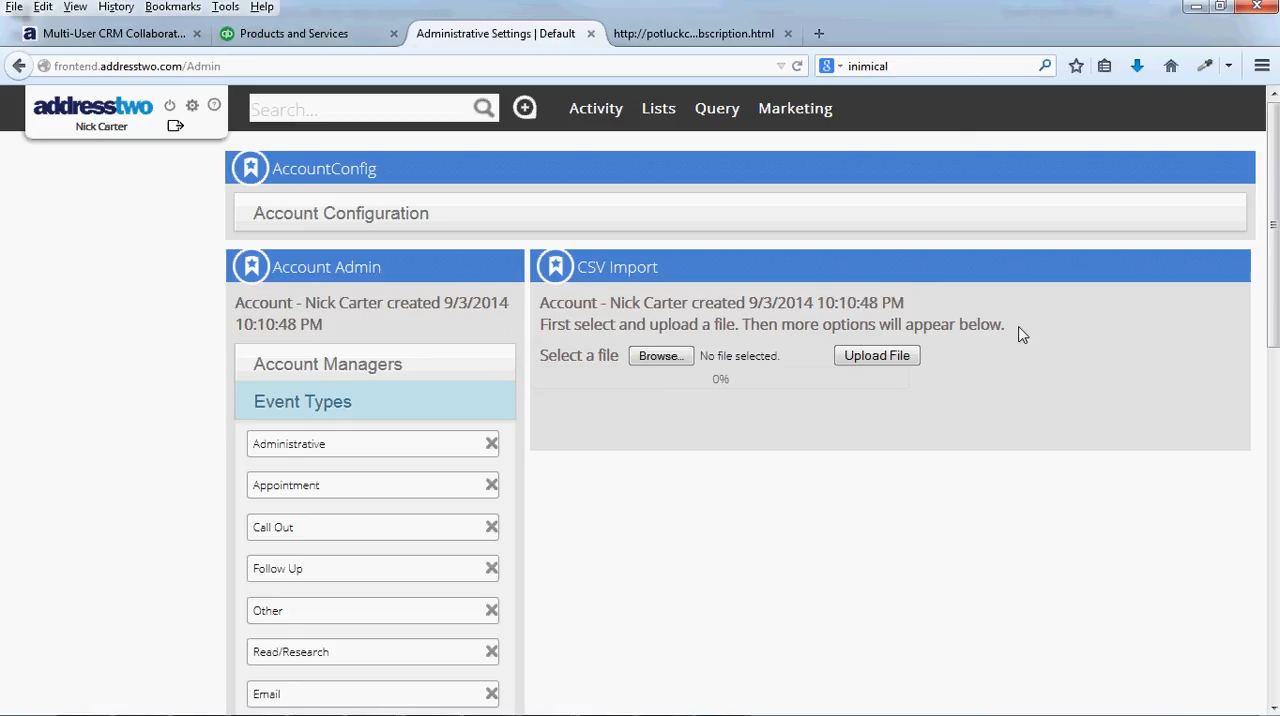 File Edit View History Bookmarks Tools Help
a Multi-User CRM Collaborat... × Products and Services × Administrative Settings | Default × http://potluckc...bscription.html × +
frontend.addresstwo.com/Admin inimical
addresstwo
Nick Carter
Search...
Activity Lists Query Marketing
AccountConfig
Account Configuration
Account Admin
Account - Nick Carter created 9/3/2014
10:10:48 PM
Account Managers
Event Types
Administrative
Appointment
Call Out
Follow Up
Other
Read/Research
Email
CSV Import
Account - Nick Carter created 9/3/2014 10:10:48 PM
First select and upload a file. Then more options will appear below.
Select a file Browse... No file selected. Upload File
0%